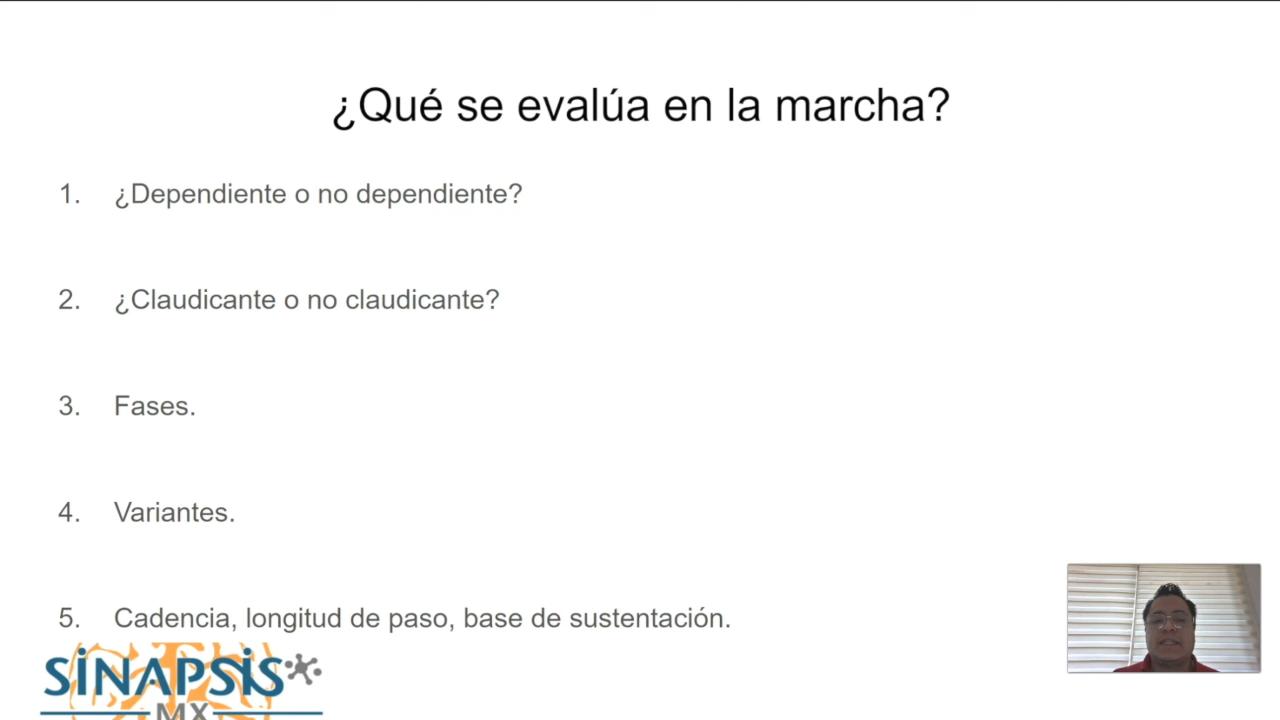 ¿Qué se evalúa en la marcha?
1. ¿Dependiente o no dependiente?
2. ¿Claudicante o no claudicante?
3. Fases.
4. Variantes.
5. Cadencia, longitud de paso, base de sustentación.
SiNAPSiS
MX